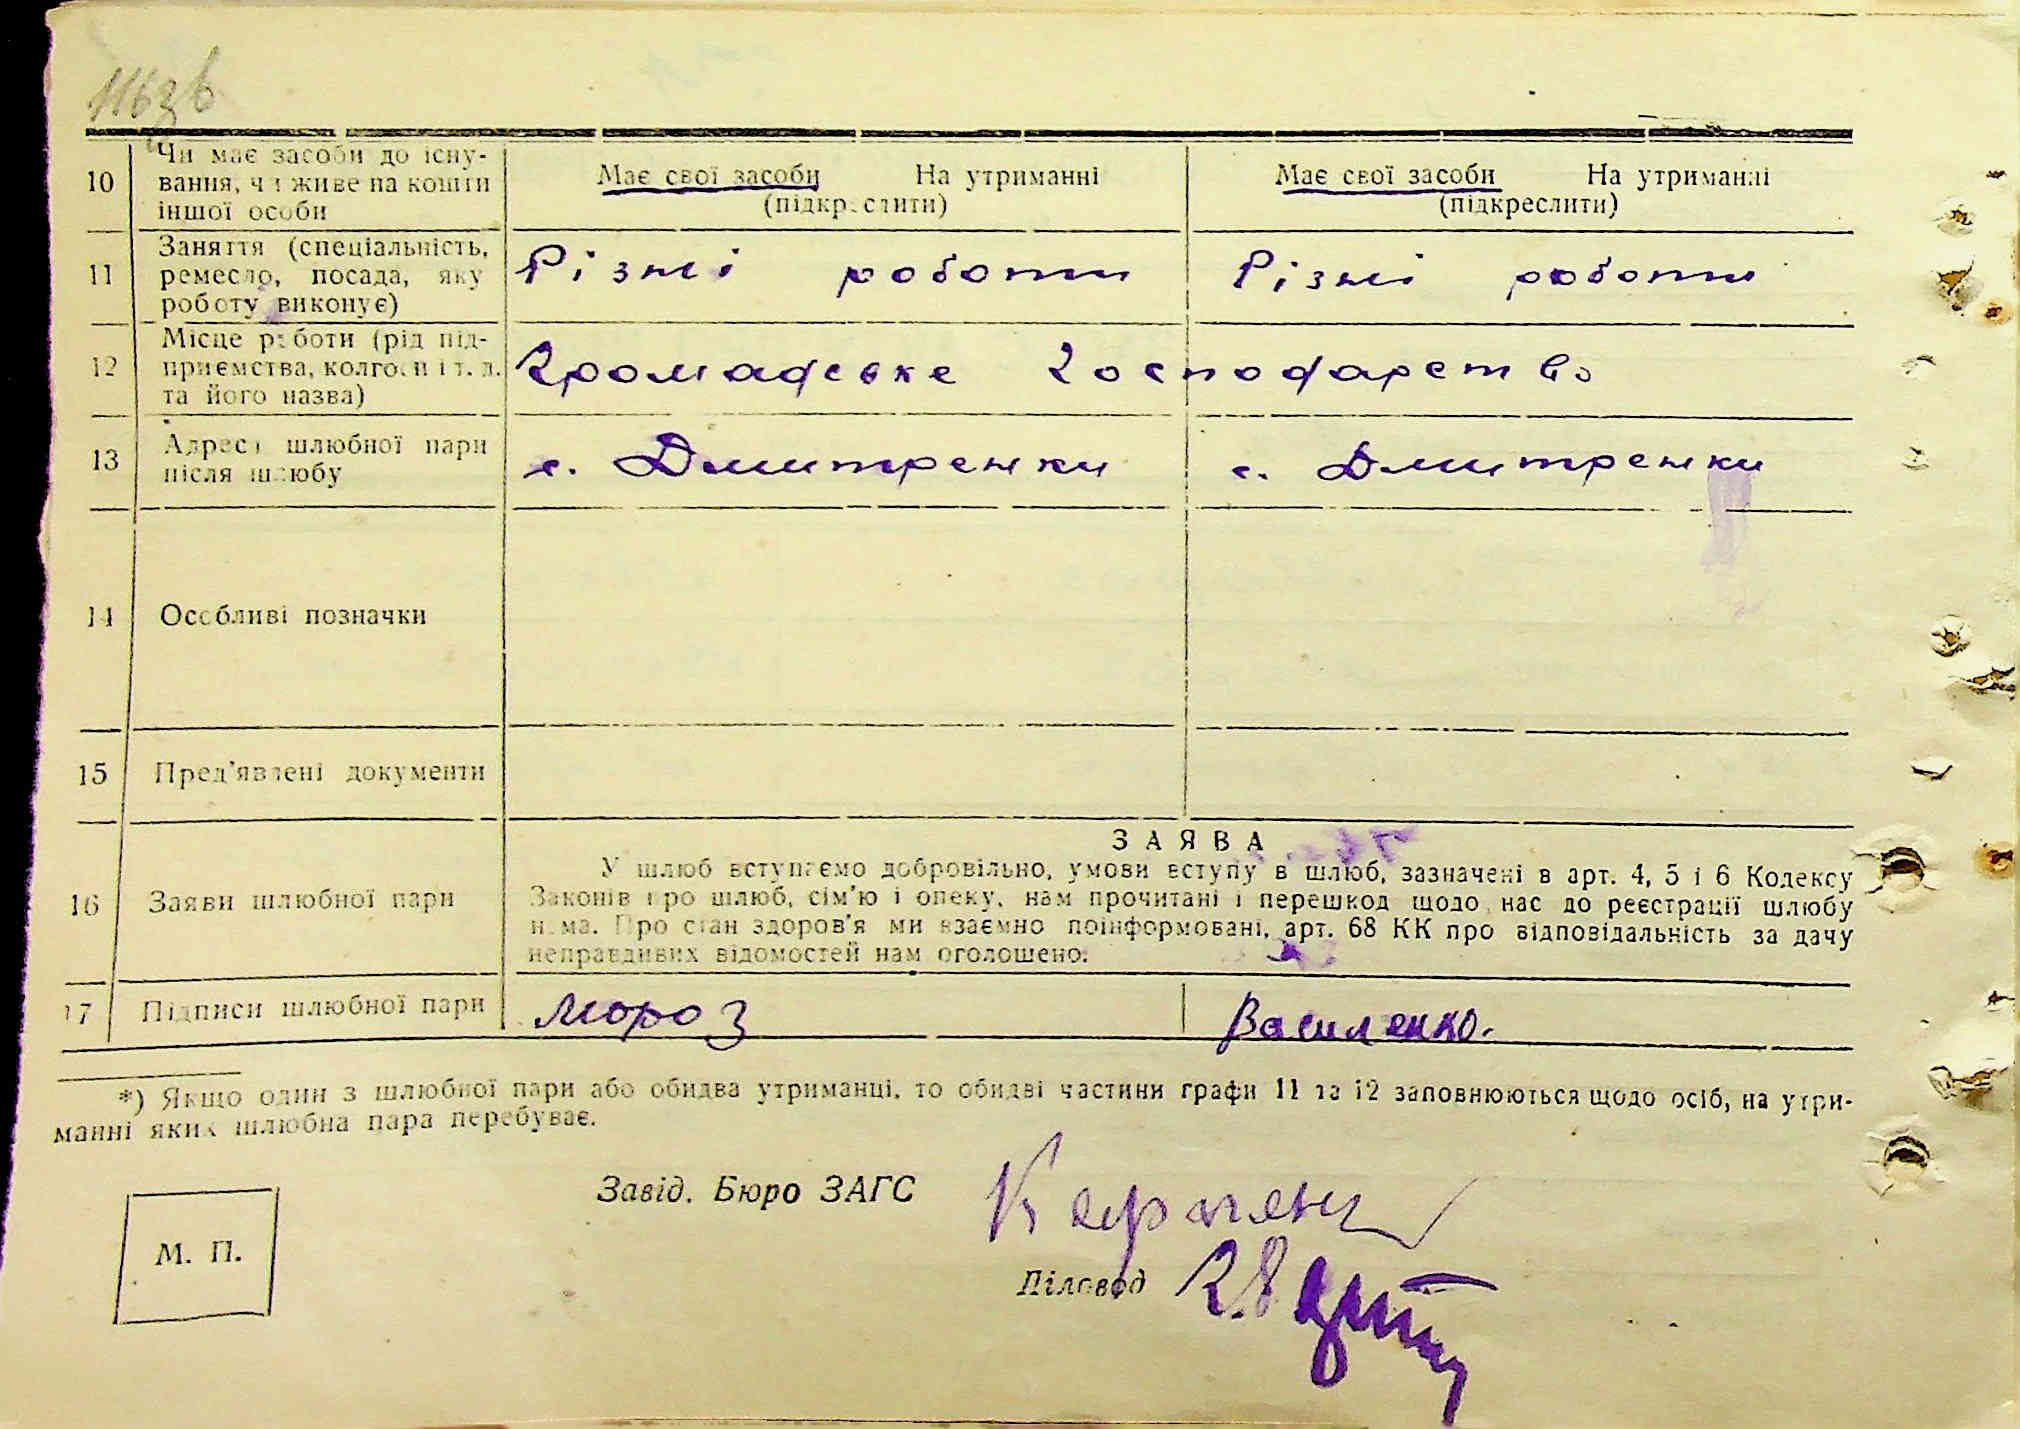 116зв
10 Чи має засоби до існу-
вання, чи живе на кошти
іншої особи
Має свої засоби На утриманні
(підкреслити)
Має свої засоби На утриманні
(підкреслити)
11 Заняття (спеціальність,
ремесло, посада, яку
роботу виконує)
Різні роботи
Різні роботи
12 Місце роботи (рід під-
приємства, колгосп і т. д.
та його назва)
Громадське господарство
13 Адреса шлюбної пари
після шлюбу
с. Дмитренки
с. Дмитренки
14 Особливі позначки
15 Пред'явлені документи
16 Заяви шлюбної пари
ЗАЯВА
У шлюб вступаємо добровільно, умови вступу в шлюб, зазначені в арт. 4, 5 і 6 Кодексу
Законів про шлюб, сім'ю і опеку, нам прочитані і перешкод щодо нас до реєстрації шлюбу
нема. Про стан здоров'я ми взаємно поінформовані, арт. 68 КК про відповідальність за дачу
неправдивих відомостей нам оголошено.
17 Підписи шлюбної пари
Мороз
Василенко.
*) Якщо один з шлюбної пари або обидва утриманці, то обидві частини графи 11 та 12 заповнюються щодо осіб, на утри-
манні яких шлюбна пара перебуває.
Завід. Бюро ЗАГС
М. П.
Діловод